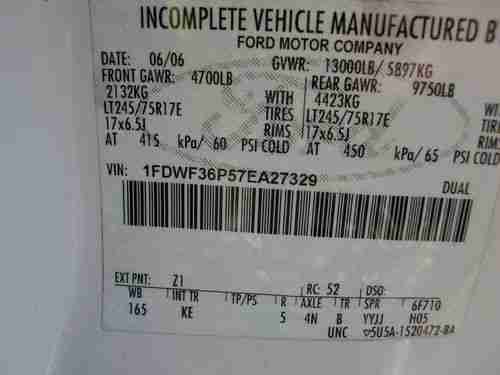 INCOMPLETE VEHICLE MANUFACTURED B
FORD MOTOR COMPANY
DATE: 06/06 GVWR: 13000LB/ 5897KG
FRONT GAWR: 4700LB REAR GAWR: 9750LB
2132KG WITH 4423KG WITH
LT245/75R17E TIRES LT245/75R17E TIRES
17x6.5J RIMS 17x6.5J RIMS
AT 415 kPa/ 60 PSI COLD AT 450 kPa/ 65 PSI COLD
VIN: 1FDWF36P57EA27329
DUAL
EXT PNT: Z1 RC: 52 DSO:
WB INT TR TP/PS R AXLE TR SPR 6F710
165 KE 5 4N B YYJJ H05
UNC 5U5A-1520472-BA